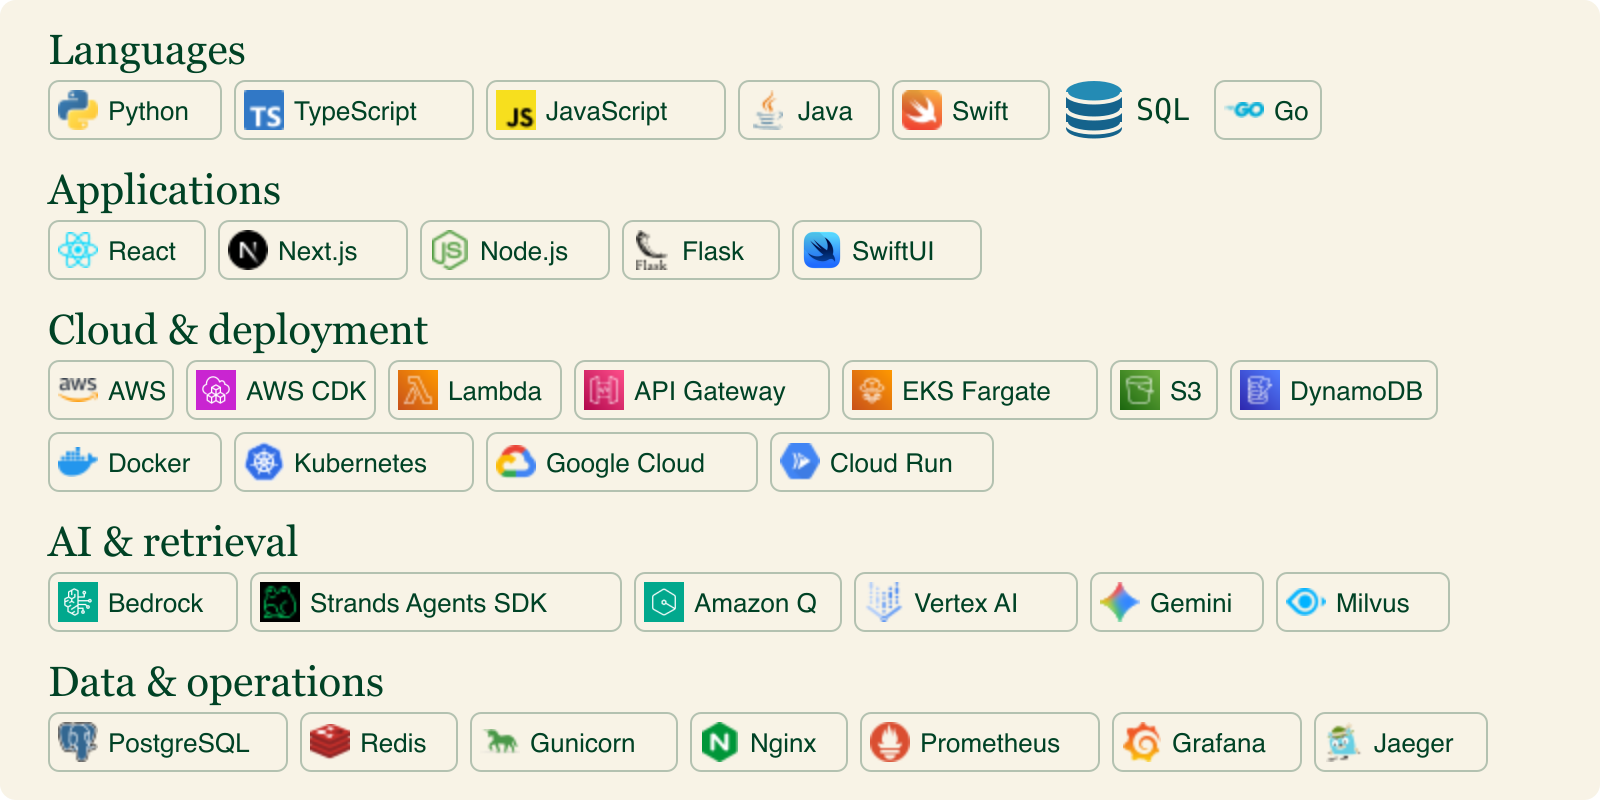 Languages
Python TypeScript JavaScript Java Swift SQL Go
Applications
React Next.js Node.js Flask SwiftUI
Cloud & deployment
AWS AWS CDK Lambda API Gateway EKS Fargate S3 DynamoDB
Docker Kubernetes Google Cloud Cloud Run
AI & retrieval
Bedrock Strands Agents SDK Amazon Q Vertex AI Gemini Milvus
Data & operations
PostgreSQL Redis Gunicorn Nginx Prometheus Grafana Jaeger